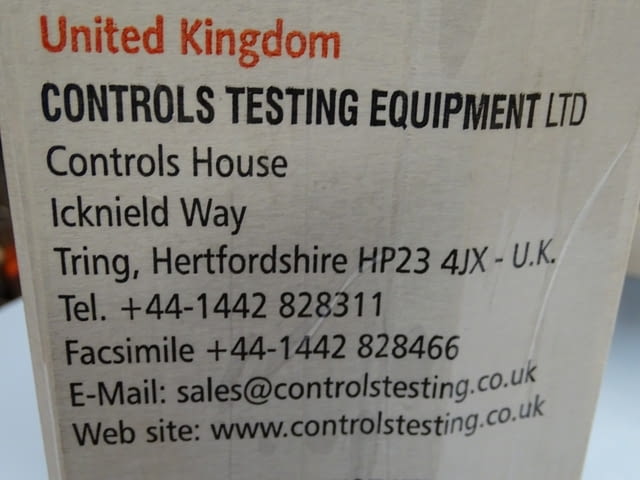 United Kingdom
CONTROLS TESTING EQUIPMENT LTD
Controls House
Icknield Way
Tring, Hertfordshire HP23 4JX - U.K.
Tel. +44-1442 828311
Facsimile +44-1442 828466
E-Mail: sales@controlstesting.co.uk
Web site: www.controlstesting.co.uk